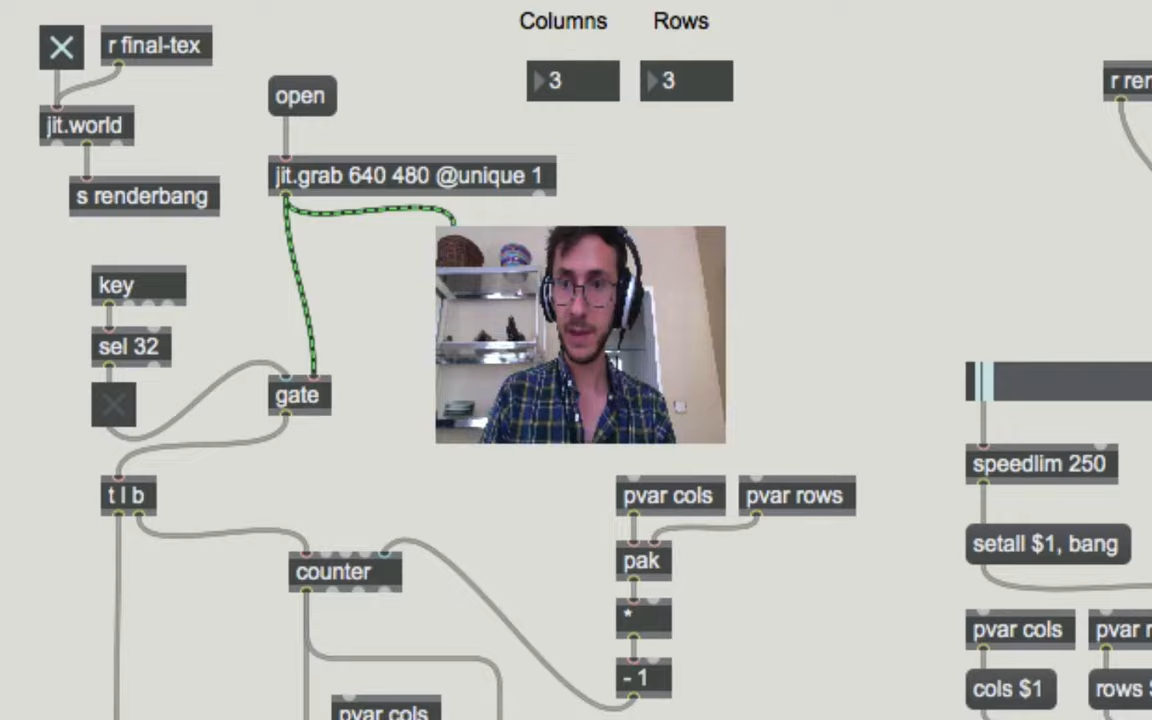 Columns Rows
r final-tex
3 3
open
jit.world
jit.grab 640 480 @unique 1
s renderbang
key
sel 32
gate
speedlim 250
t l b
pvar cols pvar rows
setall $1, bang
pak
counter
*
pvar cols
- 1
cols $1
pvar cols